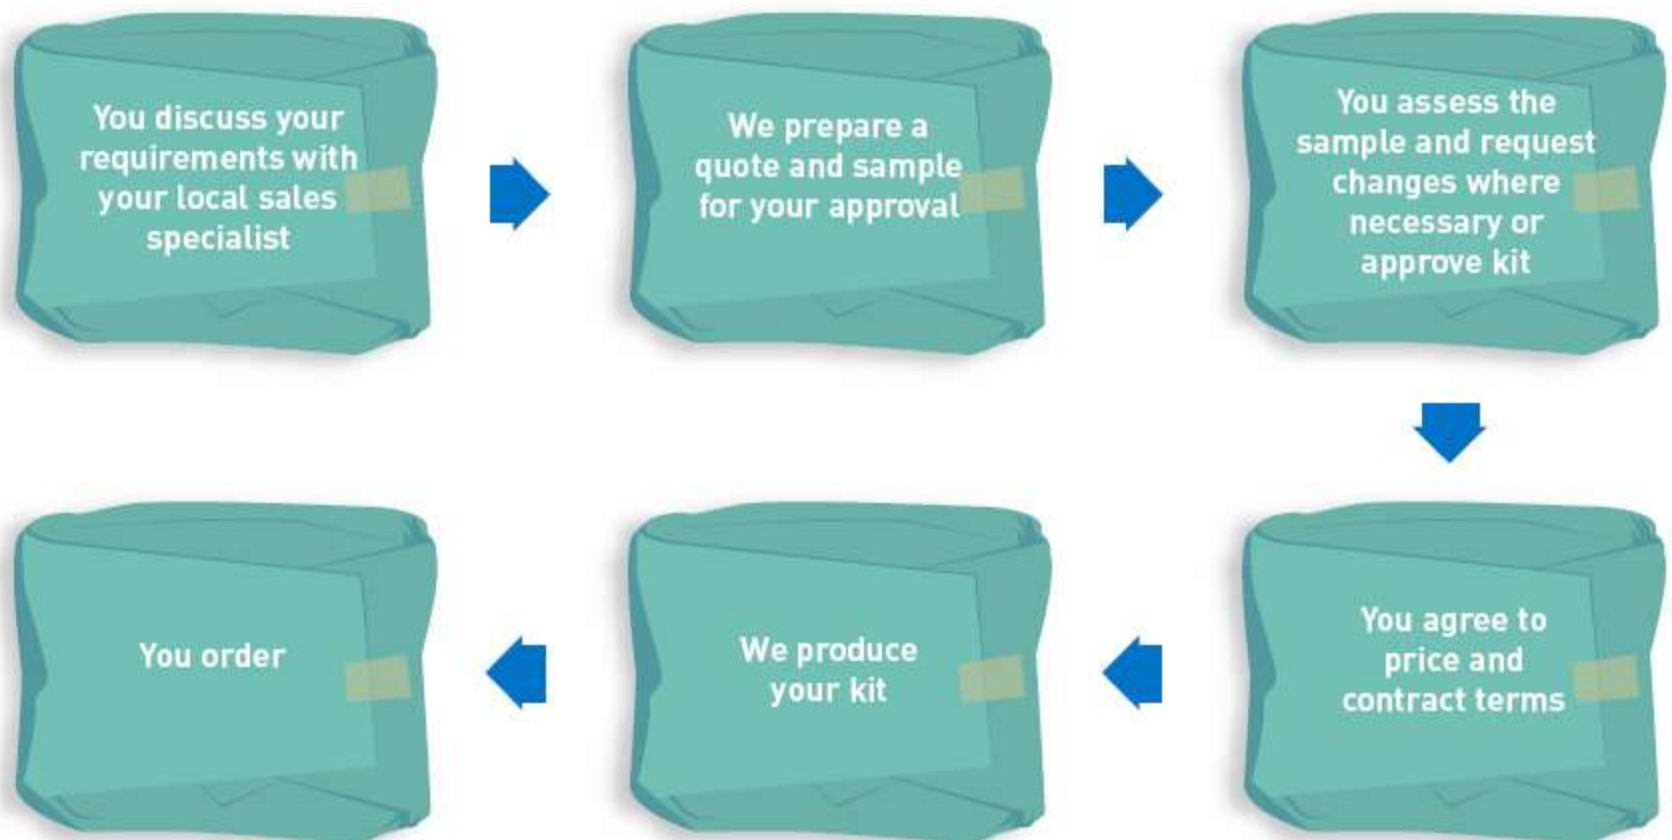 You discuss your
requirements with
your local sales
specialist
We prepare a
quote and sample
for your approval
You assess the
sample and request
changes where
necessary or
approve kit
You agree to
price and
contract terms
We produce
your kit
You order